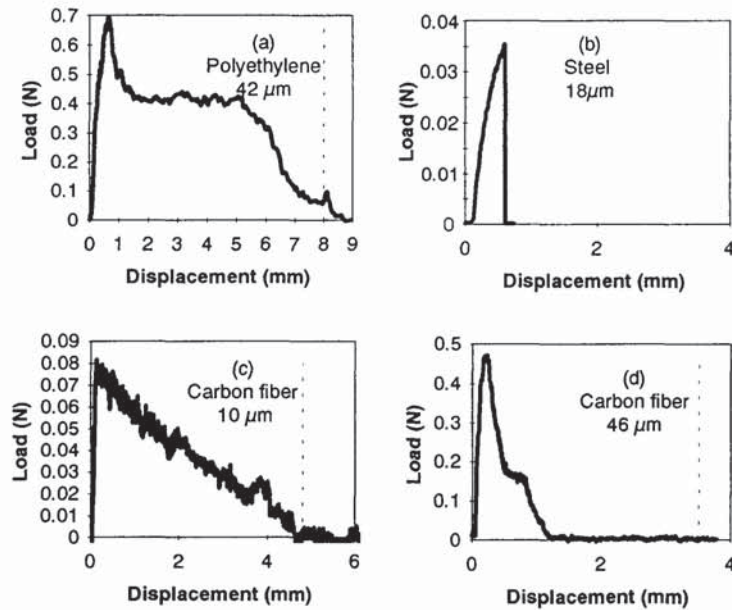 0.7
0.6
0.5
0.4
0.3
0.2
0.1
0
Load (N)
(a)
Polyethylene
42 µm
0 1 2 3 4 5 6 7 8 9
Displacement (mm)
0.04
0.03
0.02
0.01
0
Load (N)
(b)
Steel
18µm
0 2 4
Displacement (mm)
0.09
0.08
0.07
0.06
0.05
0.04
0.03
0.02
0.01
0
Load (N)
(c)
Carbon fiber
10 µm
0 2 4 6
Displacement (mm)
0.5
0.4
0.3
0.2
0.1
0
Load (N)
(d)
Carbon fiber
46 µm
0 2 4
Displacement (mm)